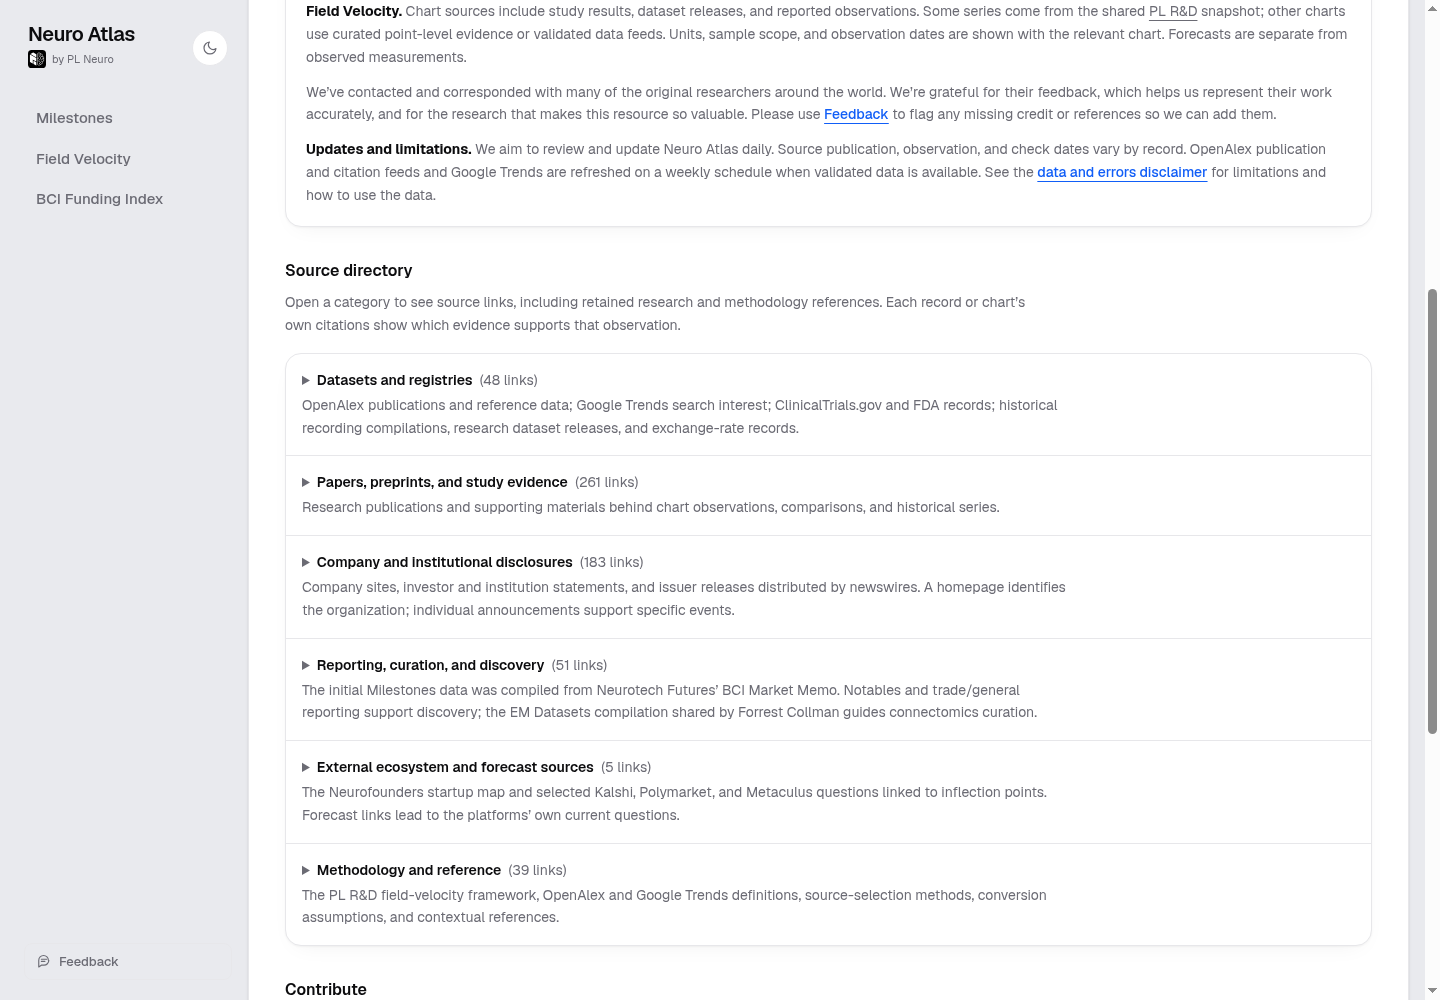 Neuro Atlas
by PL Neuro
Milestones
Field Velocity
BCI Funding Index
Feedback
Field Velocity. Chart sources include study results, dataset releases, and reported observations. Some series come from the shared PL R&D snapshot; other charts
use curated point-level evidence or validated data feeds. Units, sample scope, and observation dates are shown with the relevant chart. Forecasts are separate from
observed measurements.
We’ve contacted and corresponded with many of the original researchers around the world. We’re grateful for their feedback, which helps us represent their work
accurately, and for the research that makes this resource so valuable. Please use Feedback to flag any missing credit or references so we can add them.
Updates and limitations. We aim to review and update Neuro Atlas daily. Source publication, observation, and check dates vary by record. OpenAlex publication
and citation feeds and Google Trends are refreshed on a weekly schedule when validated data is available. See the data and errors disclaimer for limitations and
how to use the data.
Source directory
Open a category to see source links, including retained research and methodology references. Each record or chart’s
own citations show which evidence supports that observation.
Datasets and registries (48 links)
OpenAlex publications and reference data; Google Trends search interest; ClinicalTrials.gov and FDA records; historical
recording compilations, research dataset releases, and exchange-rate records.
Papers, preprints, and study evidence (261 links)
Research publications and supporting materials behind chart observations, comparisons, and historical series.
Company and institutional disclosures (183 links)
Company sites, investor and institution statements, and issuer releases distributed by newswires. A homepage identifies
the organization; individual announcements support specific events.
Reporting, curation, and discovery (51 links)
The initial Milestones data was compiled from Neurotech Futures’ BCI Market Memo. Notables and trade/general
reporting support discovery; the EM Datasets compilation shared by Forrest Collman guides connectomics curation.
External ecosystem and forecast sources (5 links)
The Neurofounders startup map and selected Kalshi, Polymarket, and Metaculus questions linked to inflection points.
Forecast links lead to the platforms’ own current questions.
Methodology and reference (39 links)
The PL R&D field-velocity framework, OpenAlex and Google Trends definitions, source-selection methods, conversion
assumptions, and contextual references.
Contribute